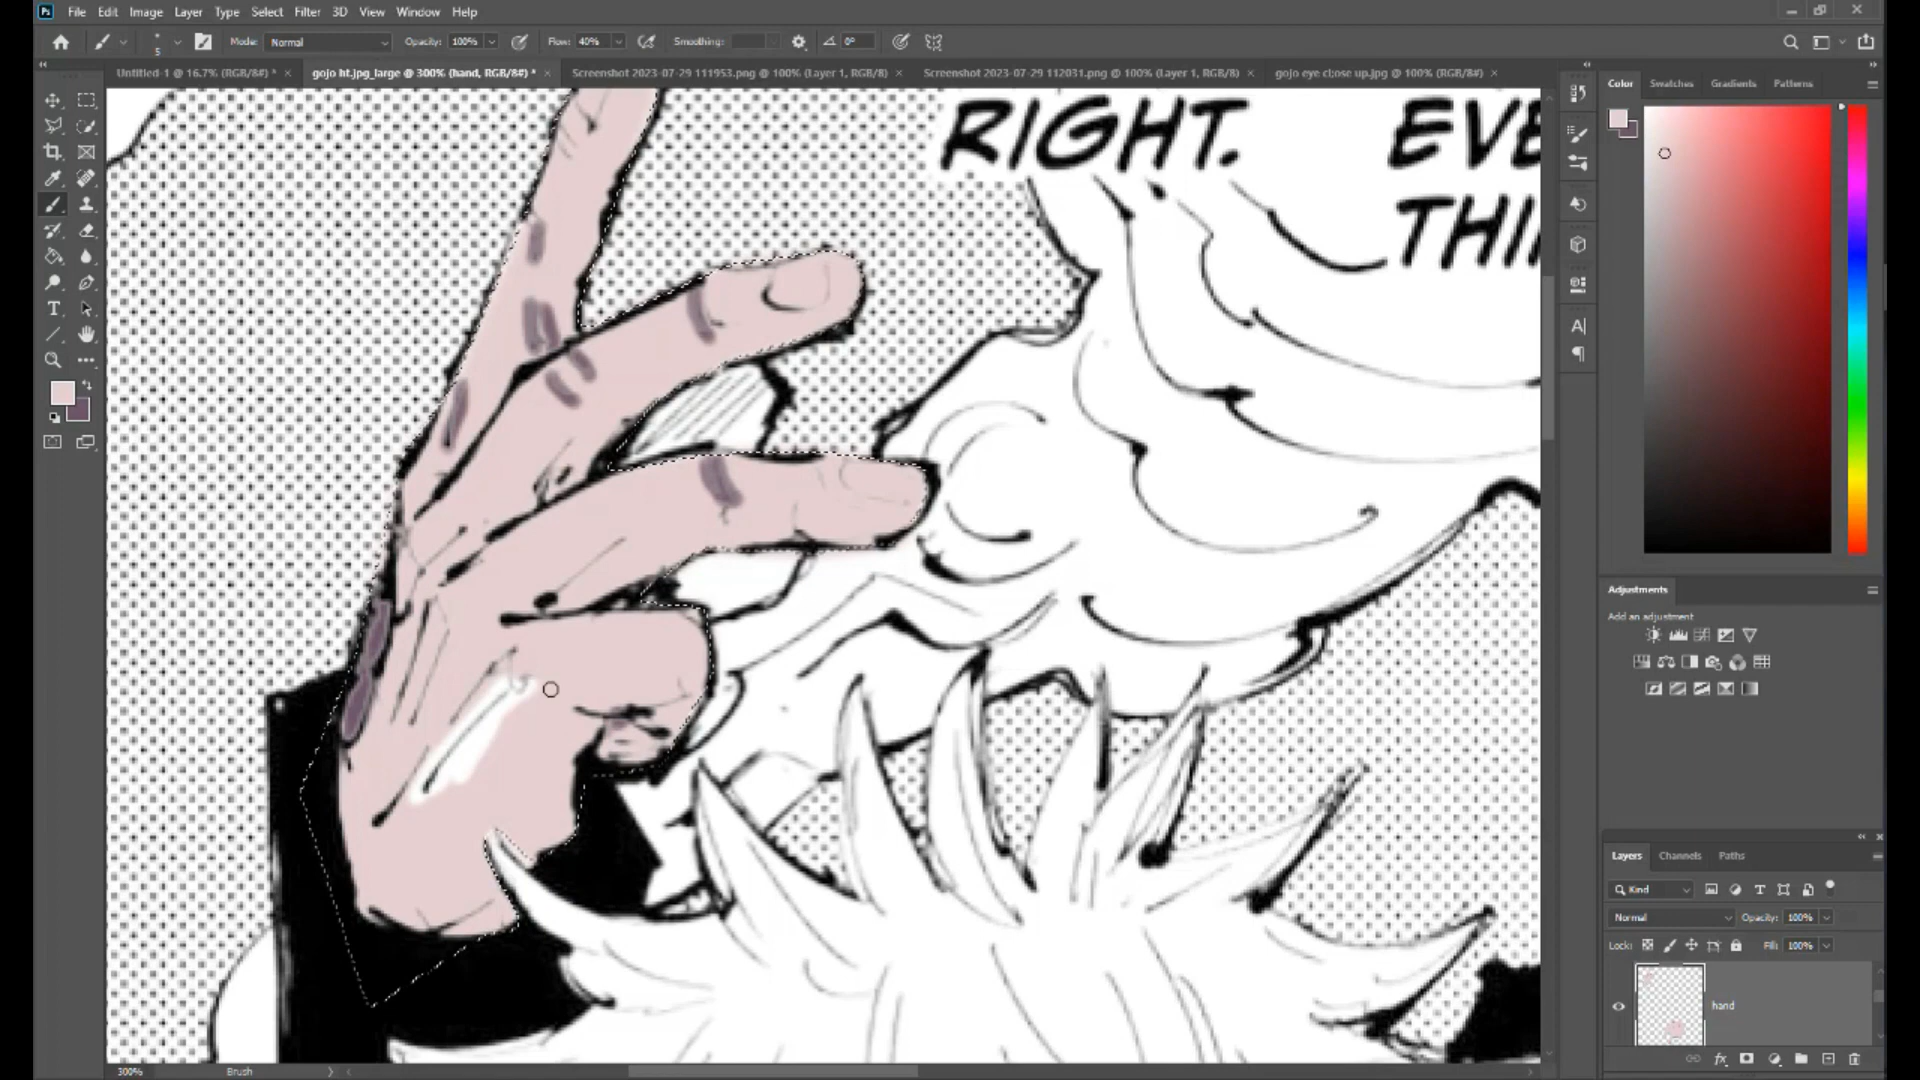 Ps File Edit Image Layer Type Select Filter 3D View Window Help
5 Mode: Normal Opacity: 100% Flow: 40% Smoothing: 0°
Untitled-1 @ 16.7% (RGB/8#) * × gojo ht.jpg_large @ 300% (hand, RGB/8#) * × Screenshot 2023-07-29 111953.png @ 100% (Layer 1, RGB/8) × Screenshot 2023-07-29 112031.png @ 100% (Layer 1, RGB/8) × gojo eye close up.jpg @ 100% (RGB/8#) ×
Color Swatches Gradients Patterns
RIGHT.
EVE
THI
Adjustments
Add an adjustment
Layers Channels Paths
Kind
Normal Opacity: 100%
Lock: Fill: 100%
hand
300% Brush